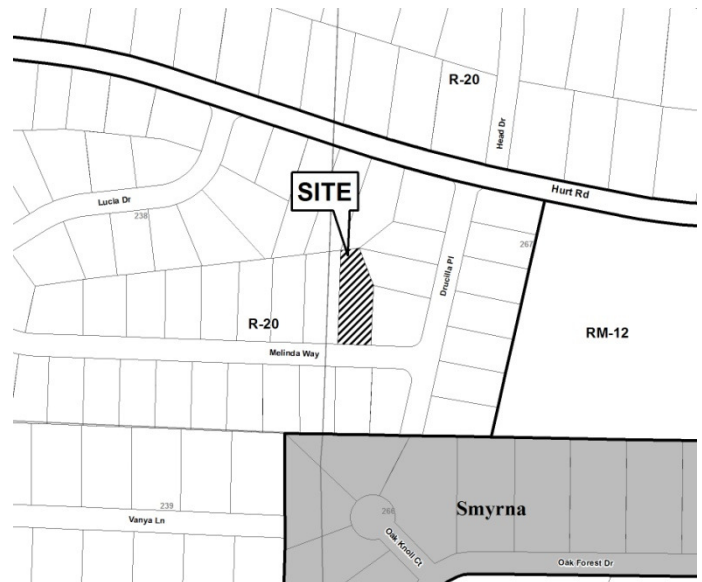 R-20
Head Dr
Hurt Rd
SITE
Lucia Dr
238
267
Drucilla Pl
R-20
RM-12
Melinda Way
239
Vanya Ln
266
Smyrna
Oak Knoll Ct
Oak Forest Dr